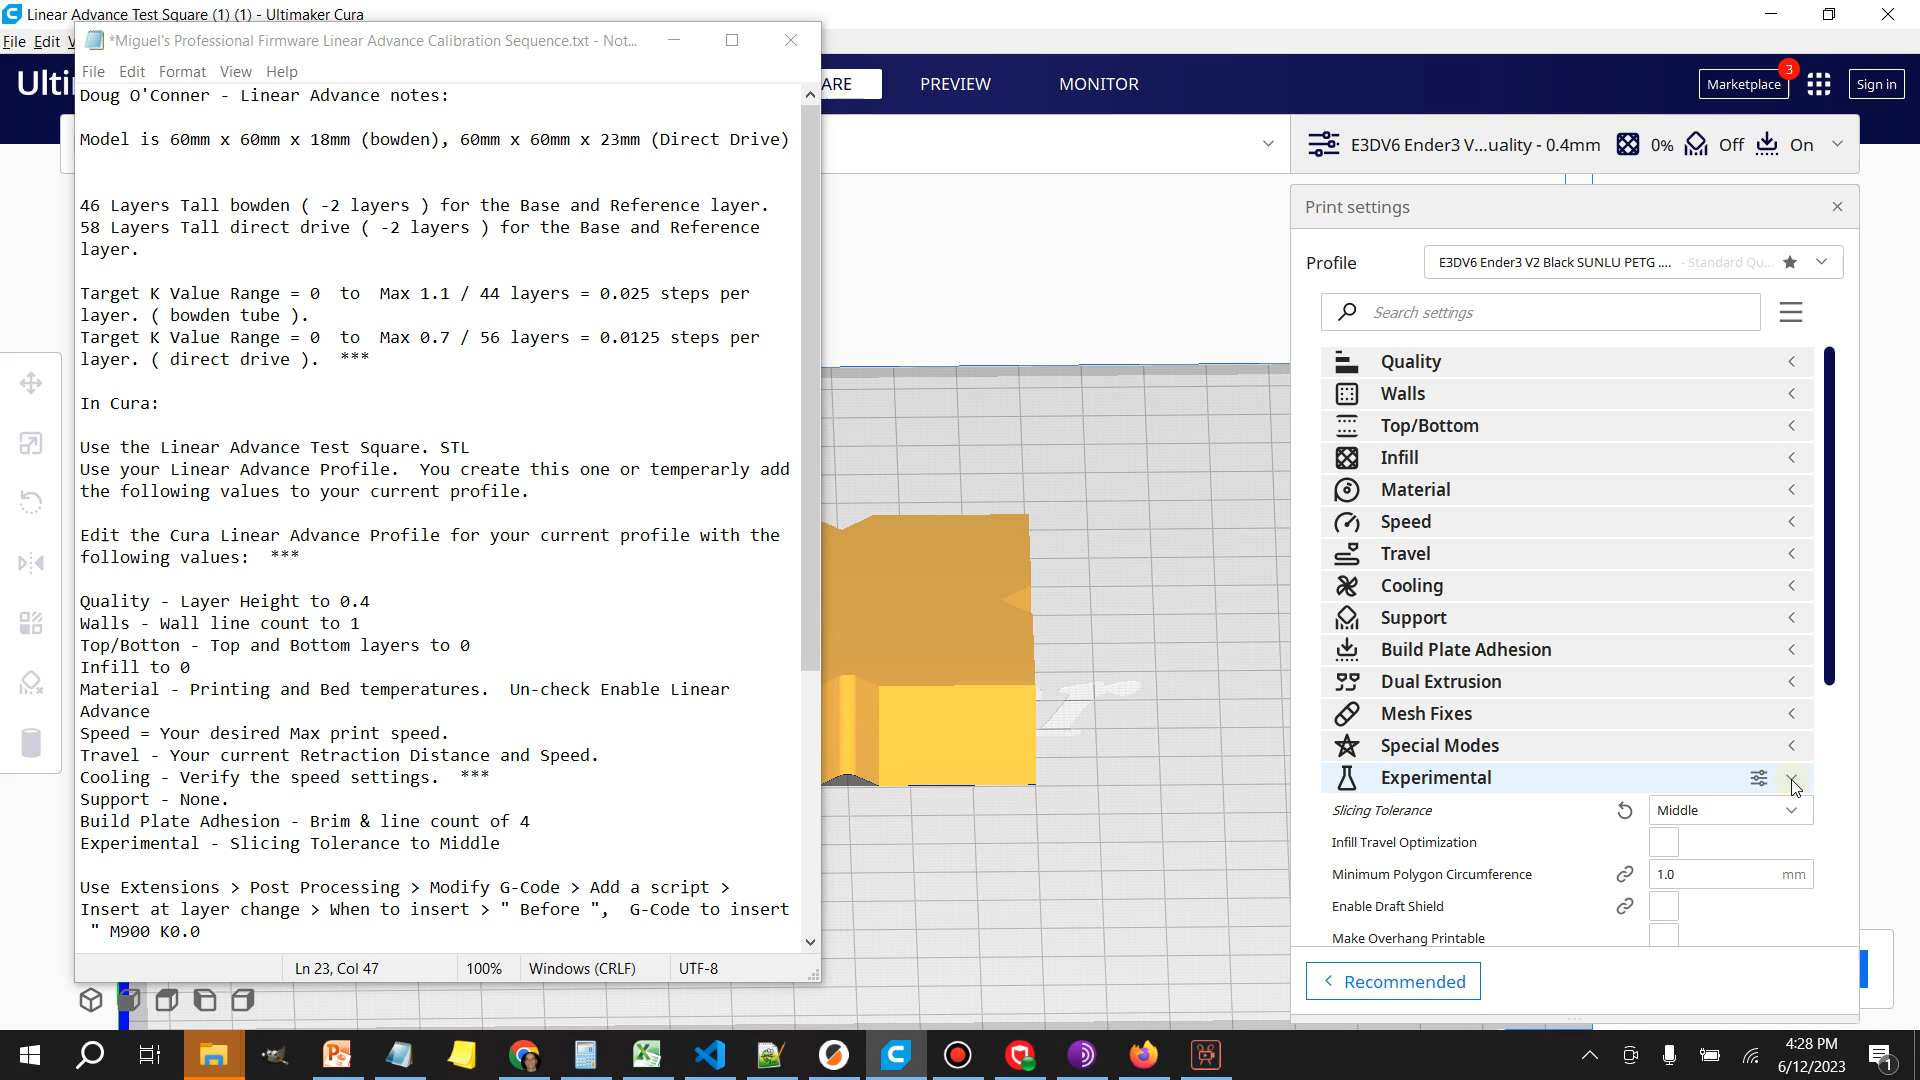 Linear Advance Test Square (1) (1) - Ultimaker Cura
File Edit V
*Miguel's Professional Firmware Linear Advance Calibration Sequence.txt - Not...
File Edit Format View Help
Doug O'Conner - Linear Advance notes:
Model is 60mm x 60mm x 18mm (bowden), 60mm x 60mm x 23mm (Direct Drive)
46 Layers Tall bowden ( -2 layers ) for the Base and Reference layer.
58 Layers Tall direct drive ( -2 layers ) for the Base and Reference
layer.
Target K Value Range = 0 to Max 1.1 / 44 layers = 0.025 steps per
layer. ( bowden tube ).
Target K Value Range = 0 to Max 0.7 / 56 layers = 0.0125 steps per
layer. ( direct drive ). ***
In Cura:
Use the Linear Advance Test Square. STL
Use your Linear Advance Profile. You create this one or temperarly add
the following values to your current profile.
Edit the Cura Linear Advance Profile for your current profile with the
following values: ***
Quality - Layer Height to 0.4
Walls - Wall line count to 1
Top/Botton - Top and Bottom layers to 0
Infill to 0
Material - Printing and Bed temperatures. Un-check Enable Linear
Advance
Speed = Your desired Max print speed.
Travel - Your current Retraction Distance and Speed.
Cooling - Verify the speed settings. ***
Support - None.
Build Plate Adhesion - Brim & line count of 4
Experimental - Slicing Tolerance to Middle
Use Extensions > Post Processing > Modify G-Code > Add a script >
Insert at layer change > When to insert > " Before ", G-Code to insert
" M900 K0.0
Ln 23, Col 47 100% Windows (CRLF) UTF-8
Ulti
ARE PREVIEW MONITOR
Marketplace 3 Sign in
E3DV6 Ender3 V...uality - 0.4mm 0% Off On
Print settings
Profile E3DV6 Ender3 V2 Black SUNLU PETG .... - Standard Qu...
Search settings
Quality
Walls
Top/Bottom
Infill
Material
Speed
Travel
Cooling
Support
Build Plate Adhesion
Dual Extrusion
Mesh Fixes
Special Modes
Experimental
Slicing Tolerance Middle
Infill Travel Optimization
Minimum Polygon Circumference 1.0 mm
Enable Draft Shield
Make Overhang Printable
Recommended
4:28 PM
6/12/2023
1